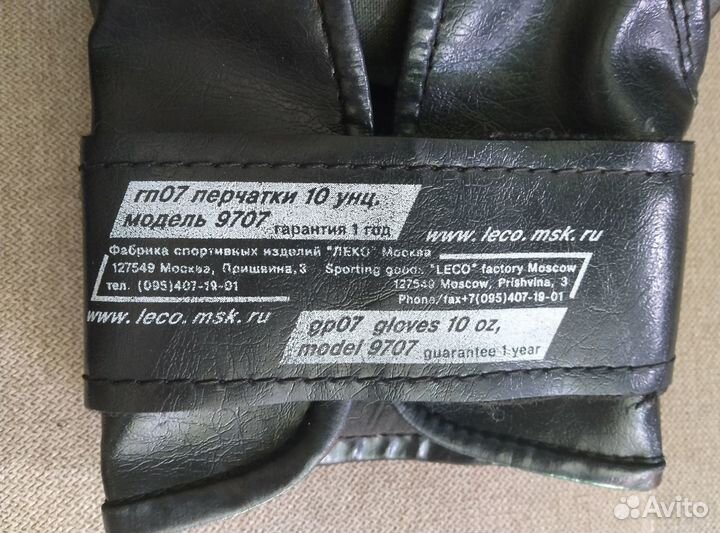 гп07 перчатки 10 унц.
модель 9707 гарантия 1 год
www.leco.msk.ru
Фабрика спортивных изделий "ЛЕКО" Москва
127549 Москва, Пришвина, 3
тел. (095)407-19-01
Sporting goods "LECO" factory Moscow
127549 Moscow, Prishvina, 3
Phone/fax+7(095)407-19-01
www.leco.msk.ru
gp07 gloves 10 oz,
model 9707 guarantee 1 year
Avito